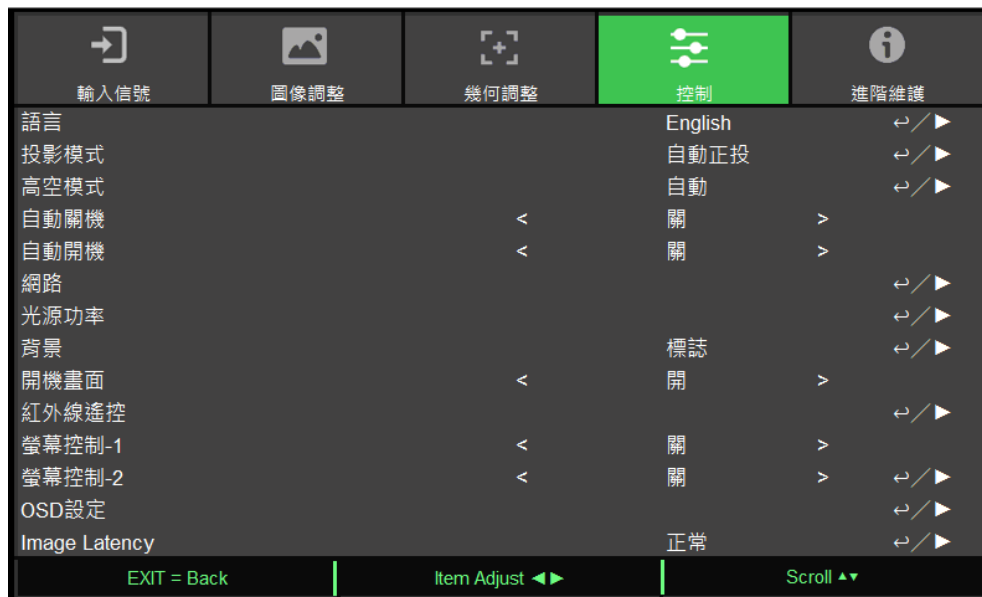 輸入信號 圖像調整 幾何調整 控制 進階維護
語言 English ↩/▶
投影模式 自動正投 ↩/▶
高空模式 自動 ↩/▶
自動關機 < 關 >
自動開機 < 關 >
網路 ↩/▶
光源功率 ↩/▶
背景 標誌 ↩/▶
開機畫面 < 開 >
紅外線遙控 ↩/▶
螢幕控制-1 < 關 >
螢幕控制-2 < 關 > ↩/▶
OSD設定 ↩/▶
Image Latency 正常 ↩/▶
EXIT = Back Item Adjust ◀▶ Scroll ▲▼